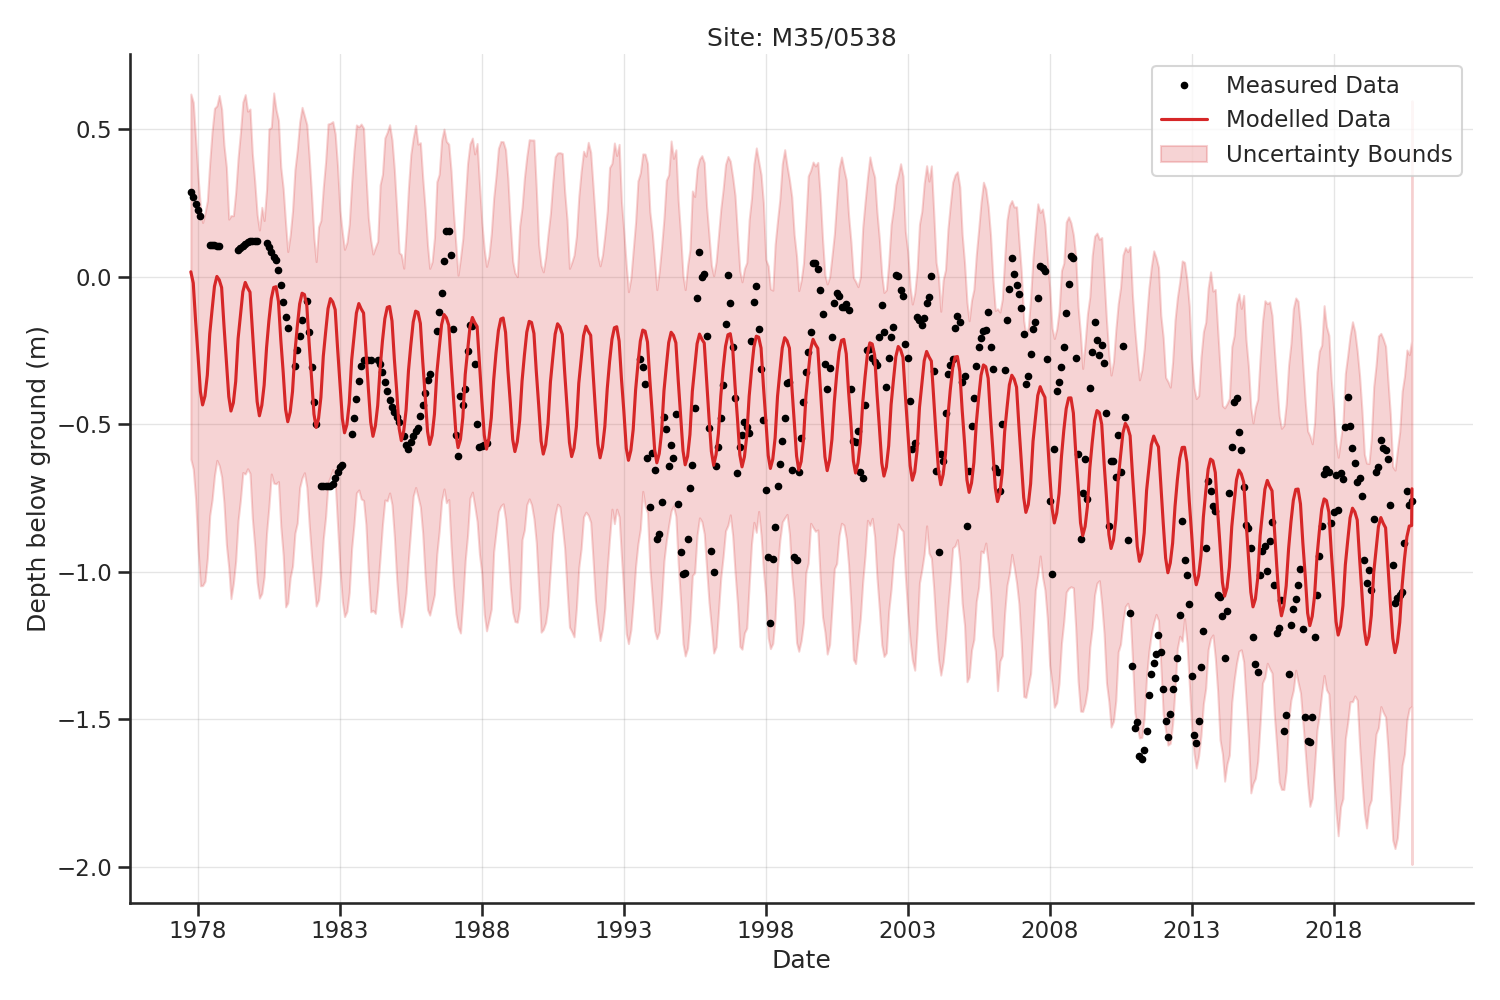 Site: M35/0538
Measured Data
Modelled Data
Uncertainty Bounds
Depth below ground (m)
0.5
0.0
−0.5
−1.0
−1.5
−2.0
1978 1983 1988 1993 1998 2003 2008 2013 2018
Date